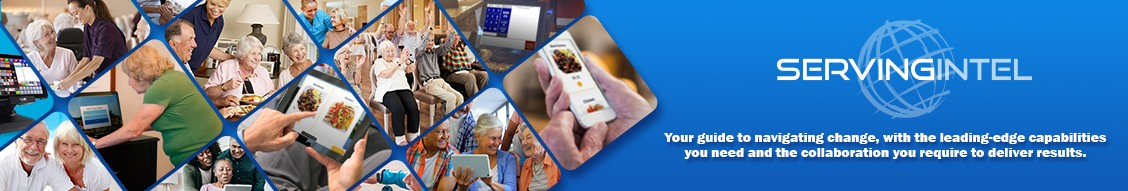 SERVINGINTEL
Your guide to navigating change, with the leading-edge capabilities
you need and the collaboration you require to deliver results.